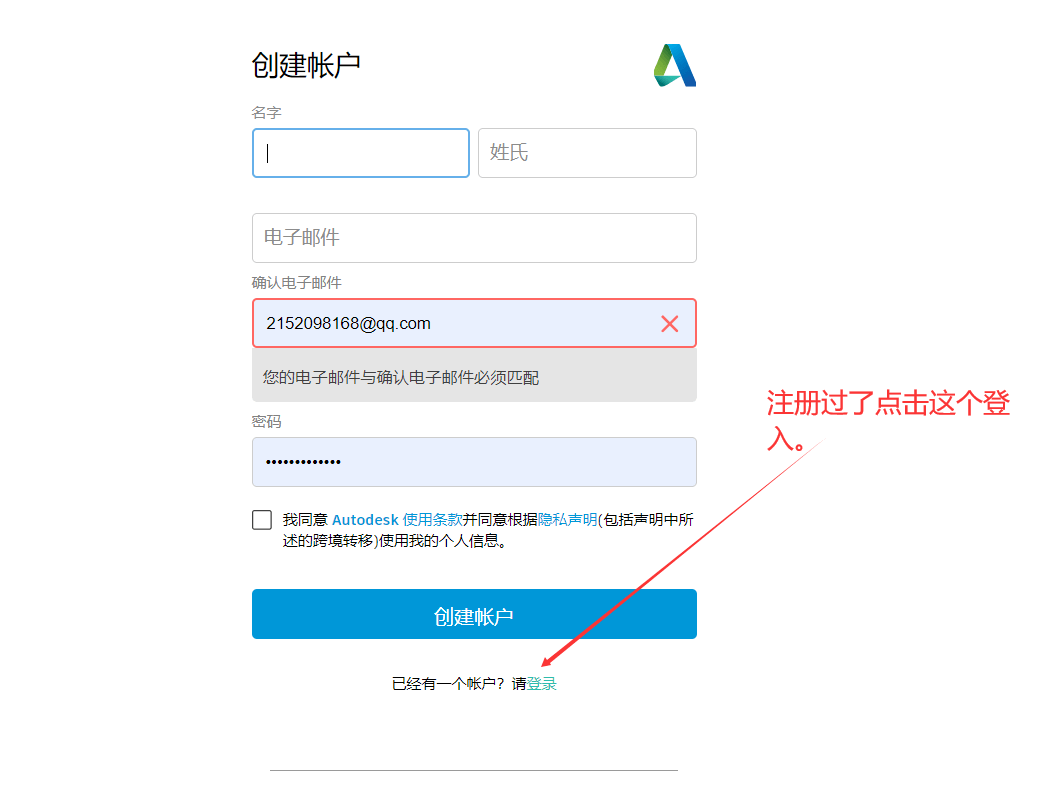 创建帐户
名字
姓氏
电子邮件
确认电子邮件
2152098168@qq.com
您的电子邮件与确认电子邮件必须匹配
密码
•••••••••••••
我同意 Autodesk 使用条款并同意根据隐私声明(包括声明中所
述的跨境转移)使用我的个人信息。
创建帐户
已经有一个帐户？请登录
注册过了点击这个登
入。